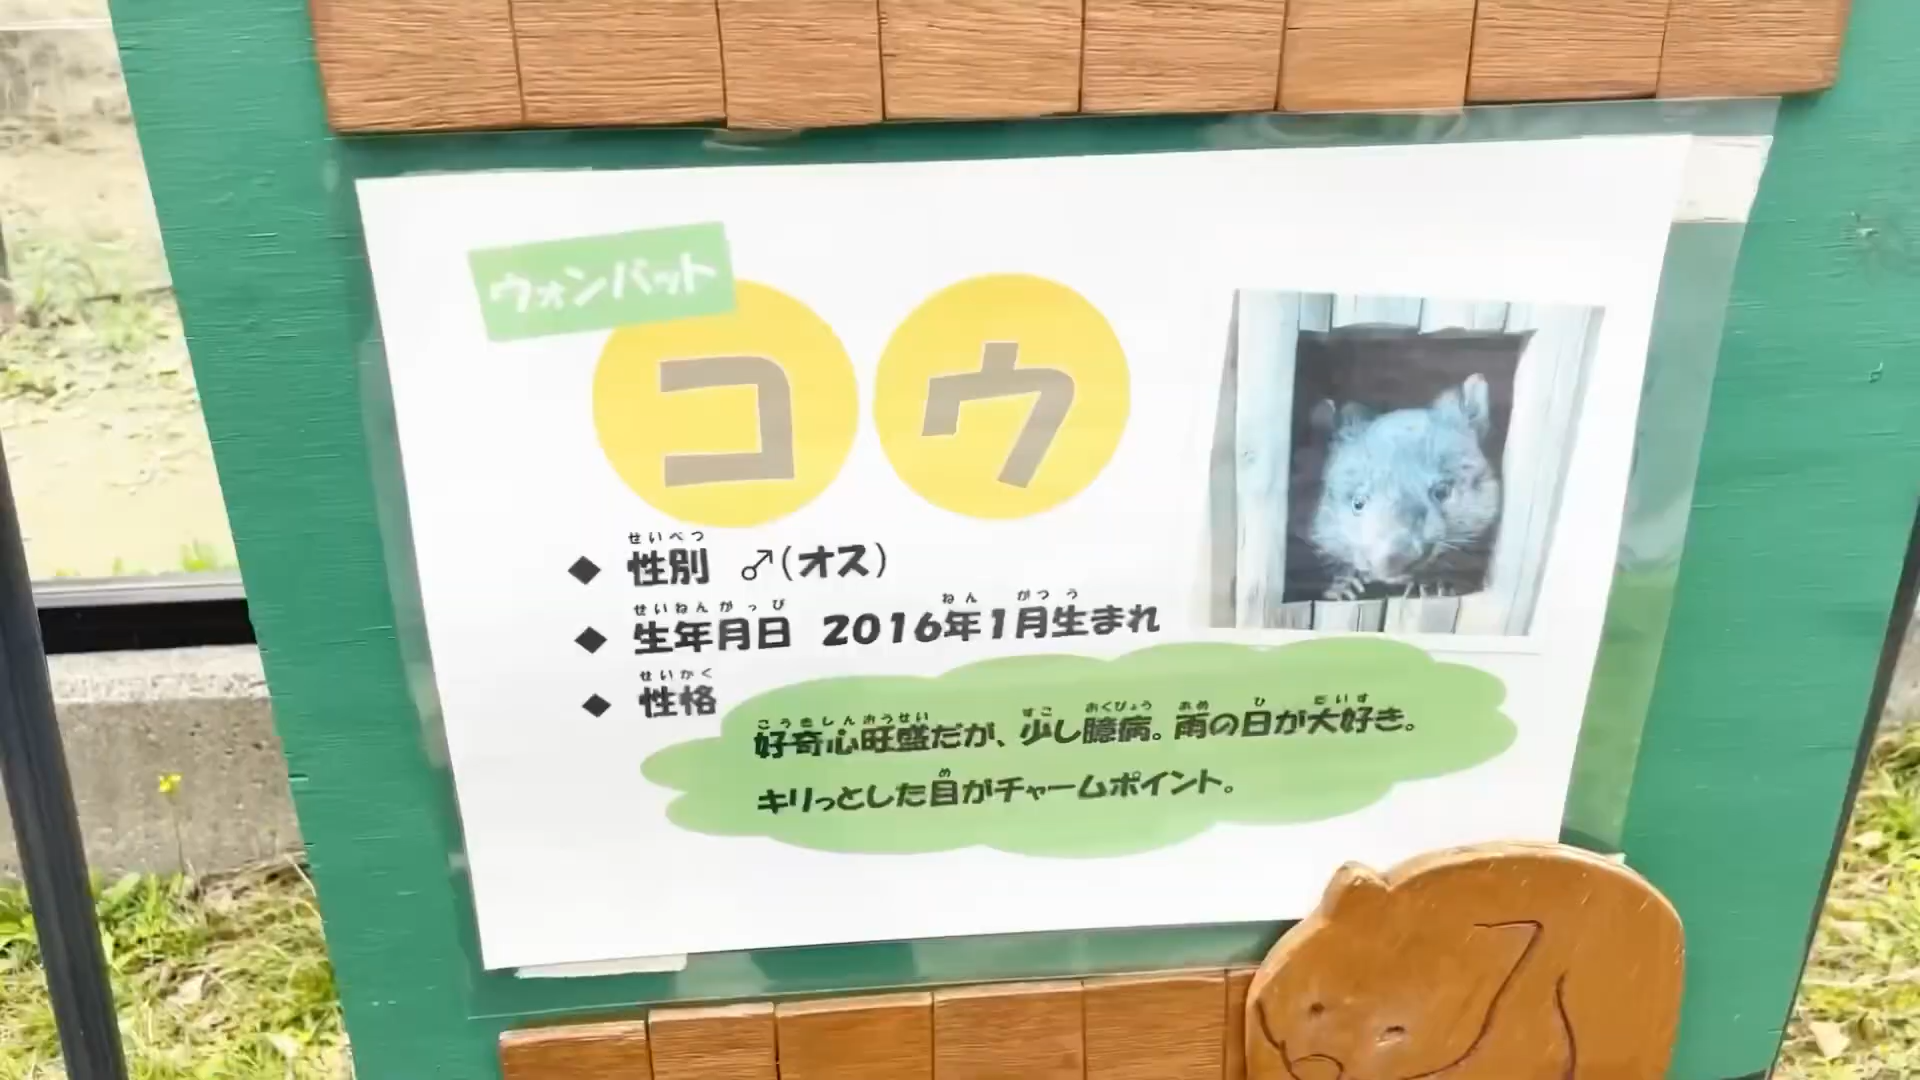 ウォンバット
コウ
◆ 性別 ♂(オス)
せいべつ
◆ 生年月日 2016年1月生まれ
せいねんがっぴ ねん がつう
◆ 性格
せいかく
好奇心旺盛だが、少し臆病。雨の日が大好き。
こうきしんおうせい すこ おくびょう あめ ひ だいす
キリっとした目がチャームポイント。
め